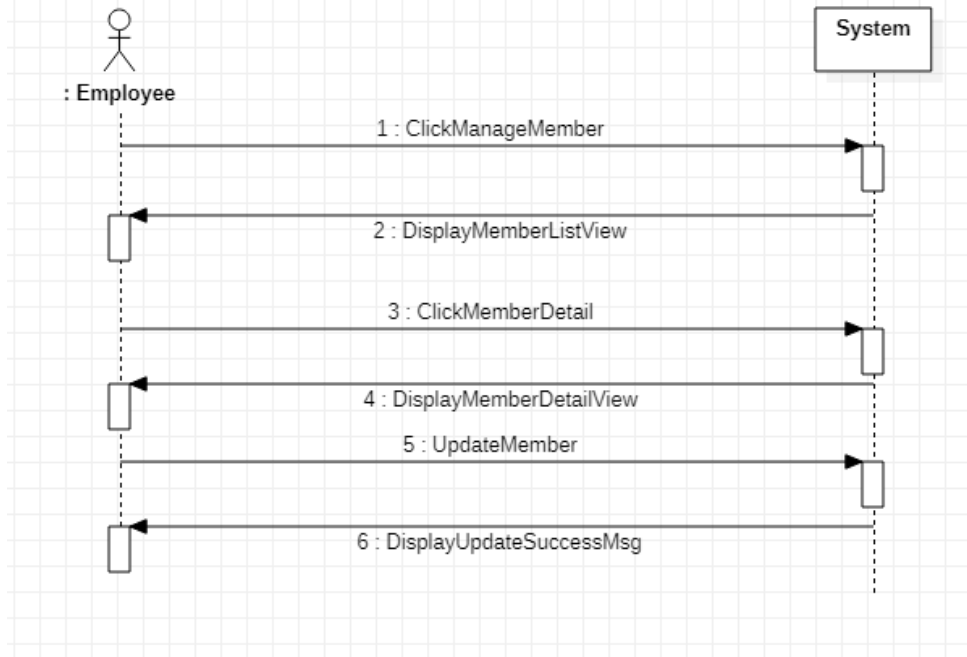 System
: Employee
1 : ClickManageMember
2 : DisplayMemberListView
3 : ClickMemberDetail
4 : DisplayMemberDetailView
5 : UpdateMember
6 : DisplayUpdateSuccessMsg